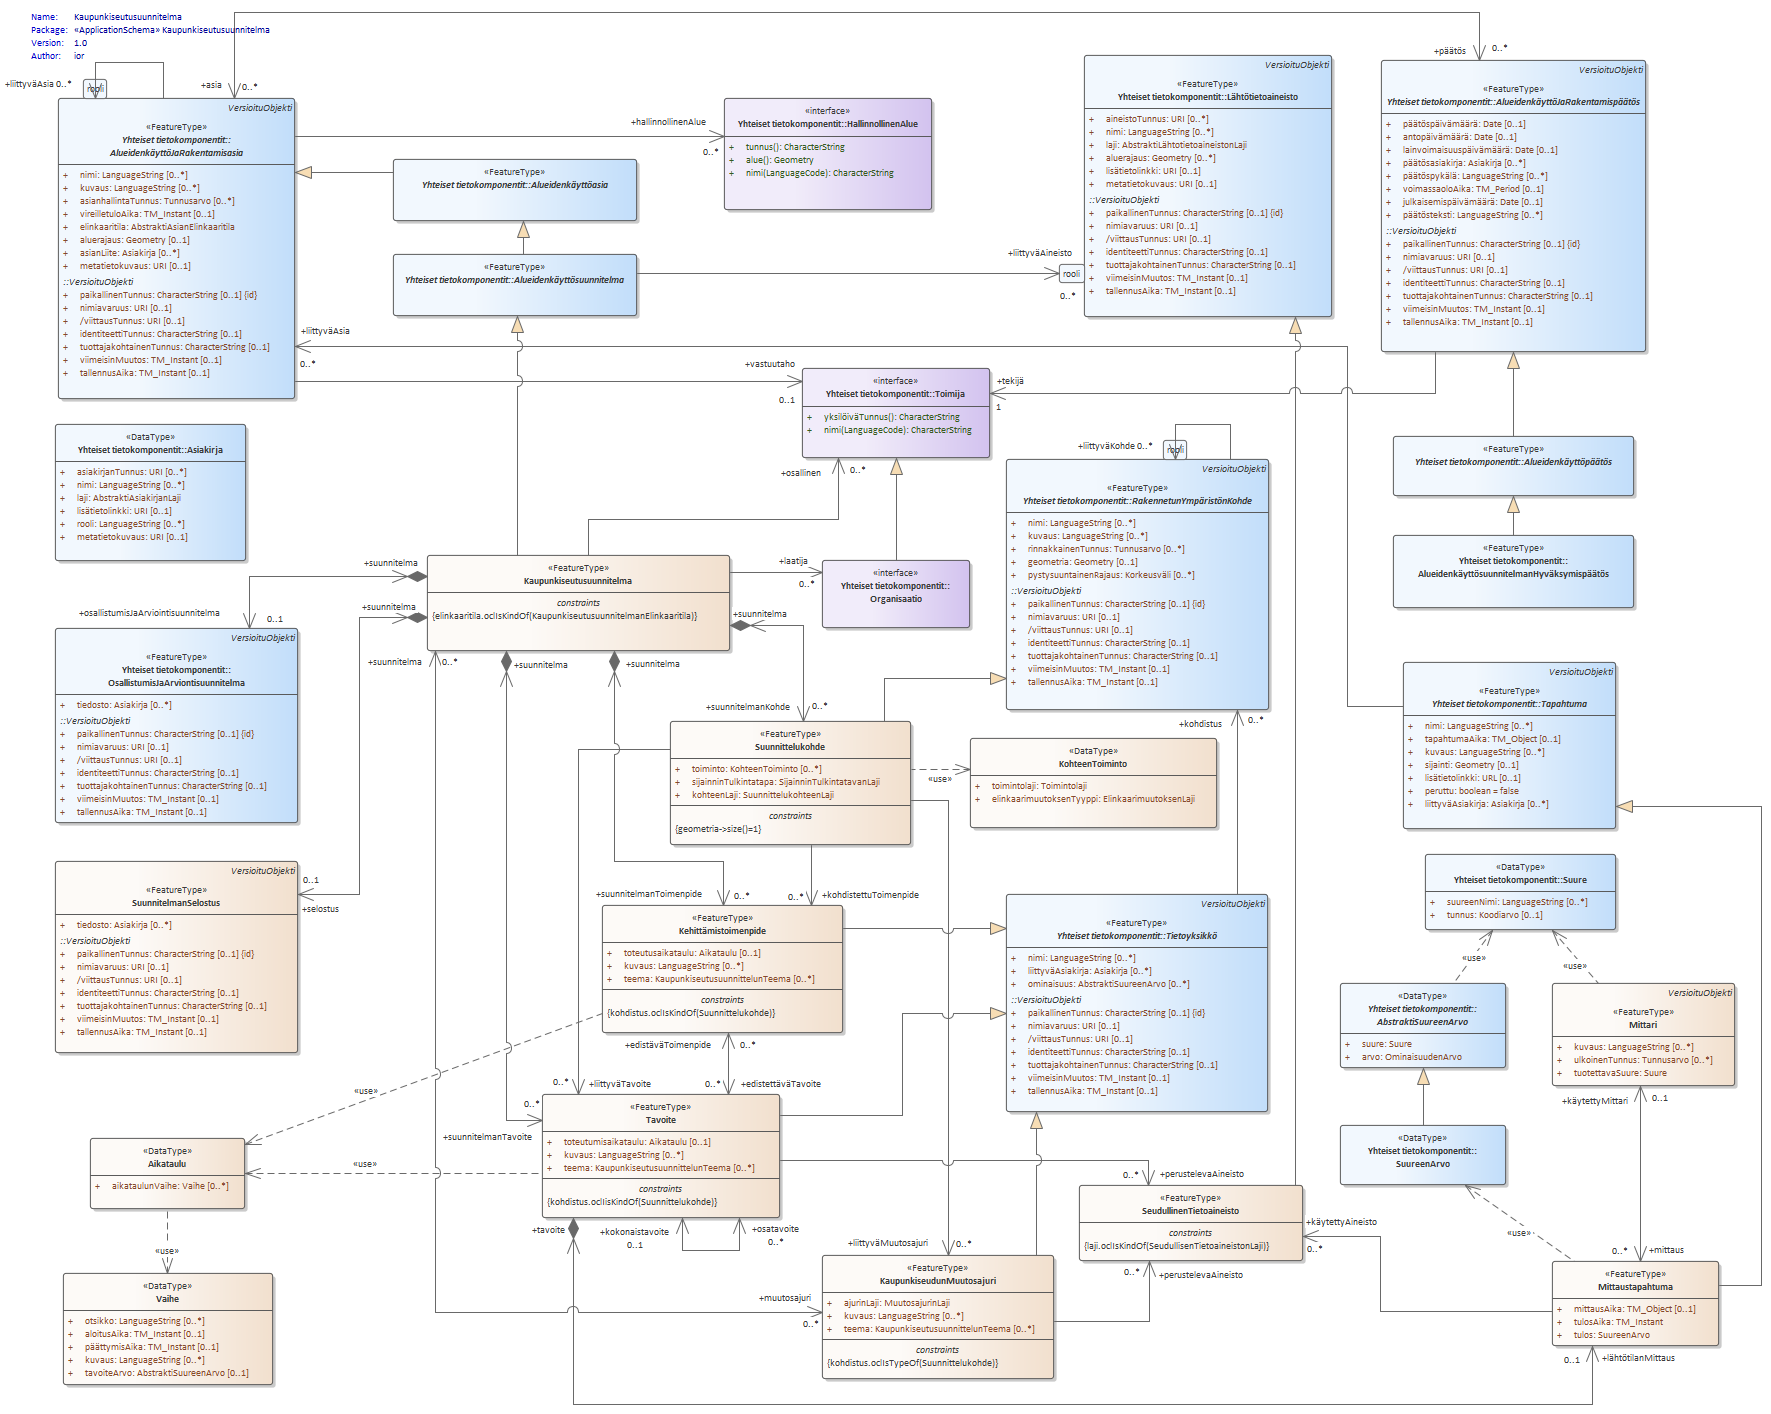 Name: Kaupunkiseutusuunnitelma
Package: «ApplicationSchema» Kaupunkiseutusuunnitelma
Version: 1.0
Author: ior
+liittyväAsia 0..*
rooli
+asia
0..*
+päätös
0..*
VersioituObjekti
«FeatureType»
Yhteiset tietokomponentit::
AlueidenkäyttöJaRakentamisasia
+ nimi: LanguageString [0..*]
+ kuvaus: LanguageString [0..*]
+ asianhallintaTunnus: Tunnusarvo [0..*]
+ vireilletuloAika: TM_Instant [0..1]
+ elinkaaritila: AbstraktiAsianElinkaaritila
+ aluerajaus: Geometry [0..1]
+ asianLiite: Asiakirja [0..*]
+ metatietokuvaus: URI [0..1]
::VersioituObjekti
+ paikallinenTunnus: CharacterString [0..1] {id}
+ nimiavaruus: URI [0..1]
+ /viittausTunnus: URI [0..1]
+ identiteettiTunnus: CharacterString [0..1]
+ tuottajakohtainenTunnus: CharacterString [0..1]
+ viimeisinMuutos: TM_Instant [0..1]
+ tallennusAika: TM_Instant [0..1]
+hallinnollinenAlue
0..*
«interface»
Yhteiset tietokomponentit::HallinnollinenAlue
+ tunnus(): CharacterString
+ alue(): Geometry
+ nimi(LanguageCode): CharacterString
«FeatureType»
Yhteiset tietokomponentit::Alueidenkäyttöasia
«FeatureType»
Yhteiset tietokomponentit::Alueidenkäyttösuunnitelma
+liittyväAineisto
rooli
0..*
VersioituObjekti
«FeatureType»
Yhteiset tietokomponentit::Lähtötietoaineisto
+ aineistoTunnus: URI [0..*]
+ nimi: LanguageString [0..*]
+ laji: AbstraktiLähtotietoaineistonLaji
+ aluerajaus: Geometry [0..*]
+ lisätietolinkki: URI [0..1]
+ metatietokuvaus: URI [0..1]
::VersioituObjekti
+ paikallinenTunnus: CharacterString [0..1] {id}
+ nimiavaruus: URI [0..1]
+ /viittausTunnus: URI [0..1]
+ identiteettiTunnus: CharacterString [0..1]
+ tuottajakohtainenTunnus: CharacterString [0..1]
+ viimeisinMuutos: TM_Instant [0..1]
+ tallennusAika: TM_Instant [0..1]
VersioituObjekti
«FeatureType»
Yhteiset tietokomponentit::AlueidenkäyttöJaRakentamispäätös
+ päätöspäivämäärä: Date [0..1]
+ antopäivämäärä: Date [0..1]
+ lainvoimaisuuspäivämäärä: Date [0..1]
+ päätösasiakirja: Asiakirja [0..*]
+ päätöspykälä: LanguageString [0..*]
+ voimassaoloAika: TM_Period [0..1]
+ julkaisemispäivämäärä: Date [0..1]
+ päätösteksti: LanguageString [0..*]
::VersioituObjekti
+ paikallinenTunnus: CharacterString [0..1] {id}
+ nimiavaruus: URI [0..1]
+ /viittausTunnus: URI [0..1]
+ identiteettiTunnus: CharacterString [0..1]
+ tuottajakohtainenTunnus: CharacterString [0..1]
+ viimeisinMuutos: TM_Instant [0..1]
+ tallennusAika: TM_Instant [0..1]
+liittyväAsia
0..*
+vastuutaho
0..1
«interface»
Yhteiset tietokomponentit::Toimija
+ yksilöiväTunnus(): CharacterString
+ nimi(LanguageCode): CharacterString
+tekijä
1
+osallinen
0..*
«DataType»
Yhteiset tietokomponentit::Asiakirja
+ asiakirjanTunnus: URI [0..*]
+ nimi: LanguageString [0..*]
+ laji: AbstraktiAsiakirjanLaji
+ lisätietolinkki: URI [0..1]
+ rooli: LanguageString [0..*]
+ metatietokuvaus: URI [0..1]
+liittyväKohde 0..*
rooli
VersioituObjekti
«FeatureType»
Yhteiset tietokomponentit::RakennetunYmpäristönKohde
+ nimi: LanguageString [0..*]
+ kuvaus: LanguageString [0..*]
+ rinnakkainenTunnus: Tunnusarvo [0..*]
+ geometria: Geometry [0..1]
+ pystysuuntainenRajaus: Korkeusväli [0..*]
::VersioituObjekti
+ paikallinenTunnus: CharacterString [0..1] {id}
+ nimiavaruus: URI [0..1]
+ /viittausTunnus: URI [0..1]
+ identiteettiTunnus: CharacterString [0..1]
+ tuottajakohtainenTunnus: CharacterString [0..1]
+ viimeisinMuutos: TM_Instant [0..1]
+ tallennusAika: TM_Instant [0..1]
«FeatureType»
Yhteiset tietokomponentit::Alueidenkäyttöpäätös
«FeatureType»
Yhteiset tietokomponentit::
AlueidenkäyttösuunnitelmanHyväksymispäätös
«FeatureType»
Kaupunkiseutusuunnitelma
constraints
{elinkaaritila.oclIsKindOf(KaupunkiseutusuunnitelmanElinkaaritila)}
+laatija
0..*
«interface»
Yhteiset tietokomponentit::
Organisaatio
+suunnitelma
+osallistumisJaArviointisuunnitelma
0..1
+suunnitelma
+suunnitelma
+suunnitelma
0..*
+suunnitelma
+suunnitelma
VersioituObjekti
«FeatureType»
Yhteiset tietokomponentit::
OsallistumisJaArviontisuunnitelma
+ tiedosto: Asiakirja [0..*]
::VersioituObjekti
+ paikallinenTunnus: CharacterString [0..1] {id}
+ nimiavaruus: URI [0..1]
+ /viittausTunnus: URI [0..1]
+ identiteettiTunnus: CharacterString [0..1]
+ tuottajakohtainenTunnus: CharacterString [0..1]
+ viimeisinMuutos: TM_Instant [0..1]
+ tallennusAika: TM_Instant [0..1]
+suunnitelmanKohde
0..*
«FeatureType»
Suunnittelukohde
+ toiminto: KohteenToiminto [0..*]
+ sijainninTulkintatapa: SijainninTulkintatavanLaji
+ kohteenLaji: SuunnittelukohteenLaji
constraints
{geometria->size()=1}
«use»
«DataType»
KohteenToiminto
+ toimintolaji: Toimintolaji
+ elinkaarimuutoksenTyyppi: ElinkaarimuutoksenLaji
+kohdistus
0..*
VersioituObjekti
«FeatureType»
Yhteiset tietokomponentit::Tapahtuma
+ nimi: LanguageString [0..*]
+ tapahtumaAika: TM_Object [0..1]
+ kuvaus: LanguageString [0..*]
+ sijainti: Geometry [0..1]
+ lisätietolinkki: URL [0..1]
+ peruttu: boolean = false
+ liittyväAsiakirja: Asiakirja [0..*]
VersioituObjekti
«FeatureType»
SuunnitelmanSelostus
+ tiedosto: Asiakirja [0..*]
::VersioituObjekti
+ paikallinenTunnus: CharacterString [0..1] {id}
+ nimiavaruus: URI [0..1]
+ /viittausTunnus: URI [0..1]
+ identiteettiTunnus: CharacterString [0..1]
+ tuottajakohtainenTunnus: CharacterString [0..1]
+ viimeisinMuutos: TM_Instant [0..1]
+ tallennusAika: TM_Instant [0..1]
0..1
+selostus
+suunnitelmanToimenpide
0..*
0..*
+kohdistettuToimenpide
«FeatureType»
Kehittämistoimenpide
+ toteutusaikataulu: Aikataulu [0..1]
+ kuvaus: LanguageString [0..*]
+ teema: KaupunkiseutusuunnittelunTeema [0..*]
constraints
{kohdistus.oclIsKindOf(Suunnittelukohde)}
VersioituObjekti
«FeatureType»
Yhteiset tietokomponentit::Tietoyksikkö
+ nimi: LanguageString [0..*]
+ liittyväAsiakirja: Asiakirja [0..*]
+ ominaisuus: AbstraktiSuureenArvo [0..*]
::VersioituObjekti
+ paikallinenTunnus: CharacterString [0..1] {id}
+ nimiavaruus: URI [0..1]
+ /viittausTunnus: URI [0..1]
+ identiteettiTunnus: CharacterString [0..1]
+ tuottajakohtainenTunnus: CharacterString [0..1]
+ viimeisinMuutos: TM_Instant [0..1]
+ tallennusAika: TM_Instant [0..1]
«DataType»
Yhteiset tietokomponentit::Suure
+ suureenNimi: LanguageString [0..*]
+ tunnus: Koodiarvo [0..1]
«use»
«use»
«DataType»
Yhteiset tietokomponentit::
AbstraktiSuureenArvo
+ suure: Suure
+ arvo: OminaisuudenArvo
VersioituObjekti
«FeatureType»
Mittari
+ kuvaus: LanguageString [0..*]
+ ulkoinenTunnus: Tunnusarvo [0..*]
+ tuotettavaSuure: Suure
+edistäväToimenpide
0..*
0..*
+liittyväTavoite
0..*
+edistettäväTavoite
«use»
0..*
+suunnitelmanTavoite
«FeatureType»
Tavoite
+ toteutumisaikataulu: Aikataulu [0..1]
+ kuvaus: LanguageString [0..*]
+ teema: KaupunkiseutusuunnittelunTeema [0..*]
constraints
{kohdistus.oclIsKindOf(Suunnittelukohde)}
+käytettyMittari
0..1
«DataType»
Yhteiset tietokomponentit::
SuureenArvo
«DataType»
Aikataulu
+ aikataulunVaihe: Vaihe [0..*]
«use»
0..*
+perustelevaAineisto
«FeatureType»
SeudullinenTietoaineisto
constraints
{laji.oclIsKindOf(SeudullisenTietoaineistonLaji)}
+käytettyAineisto
0..*
«use»
0..*
+mittaus
+tavoite
+kokonaistavoite
0..1
+osatavoite
0..*
+liittyväMuutosajuri
0..*
0..*
+perustelevaAineisto
«use»
«DataType»
Vaihe
+ otsikko: LanguageString [0..*]
+ aloitusAika: TM_Instant [0..1]
+ päättymisAika: TM_Instant [0..1]
+ kuvaus: LanguageString [0..*]
+ tavoiteArvo: AbstraktiSuureenArvo [0..1]
+muutosajuri
0..*
«FeatureType»
KaupunkiseudunMuutosajuri
+ ajurinLaji: MuutosajurinLaji
+ kuvaus: LanguageString [0..*]
+ teema: KaupunkiseutusuunnittelunTeema [0..*]
constraints
{kohdistus.oclIsTypeOf(Suunnittelukohde)}
«FeatureType»
Mittaustapahtuma
+ mittausAika: TM_Object [0..1]
+ tulosAika: TM_Instant
+ tulos: SuureenArvo
0..1
+lähtötilanMittaus